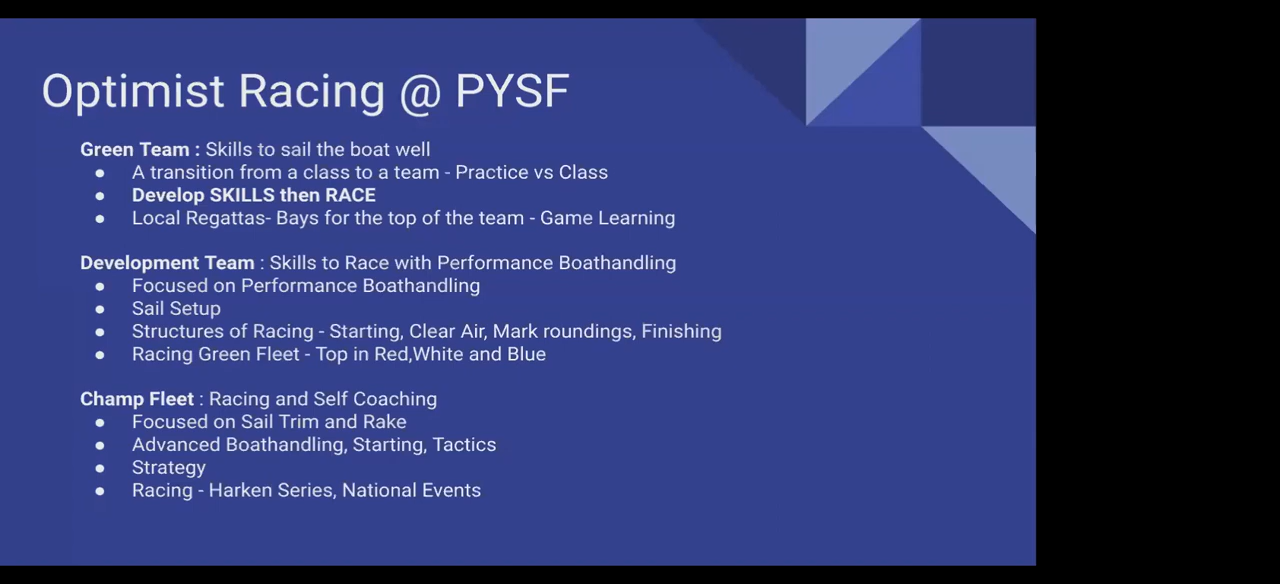 Optimist Racing @ PYSF
Green Team : Skills to sail the boat well
● A transition from a class to a team - Practice vs Class
● Develop SKILLS then RACE
● Local Regattas- Bays for the top of the team - Game Learning
Development Team : Skills to Race with Performance Boathandling
● Focused on Performance Boathandling
● Sail Setup
● Structures of Racing - Starting, Clear Air, Mark roundings, Finishing
● Racing Green Fleet - Top in Red,White and Blue
Champ Fleet : Racing and Self Coaching
● Focused on Sail Trim and Rake
● Advanced Boathandling, Starting, Tactics
● Strategy
● Racing - Harken Series, National Events